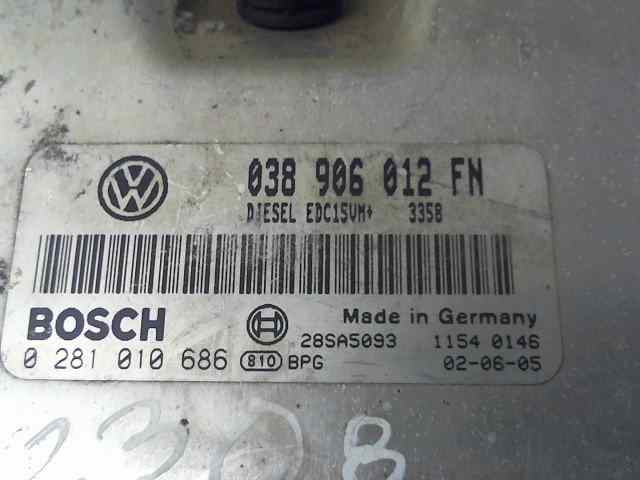 038 906 012 FN
DIESEL EDC15VM+ 3358
BOSCH
Made in Germany
28SA5093 1154 0146
0 281 010 686 810 BPG 02-06-05